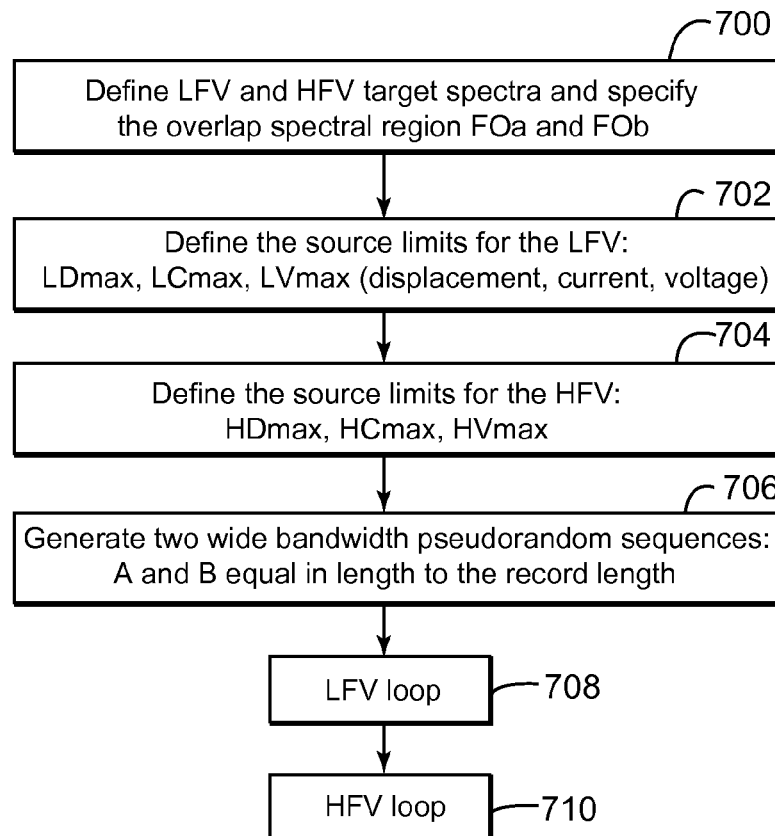 700
Define LFV and HFV target spectra and specify
the overlap spectral region FOa and FOb
702
Define the source limits for the LFV:
LDmax, LCmax, LVmax (displacement, current, voltage)
704
Define the source limits for the HFV:
HDmax, HCmax, HVmax
706
Generate two wide bandwidth pseudorandom sequences:
A and B equal in length to the record length
LFV loop
708
HFV loop
710